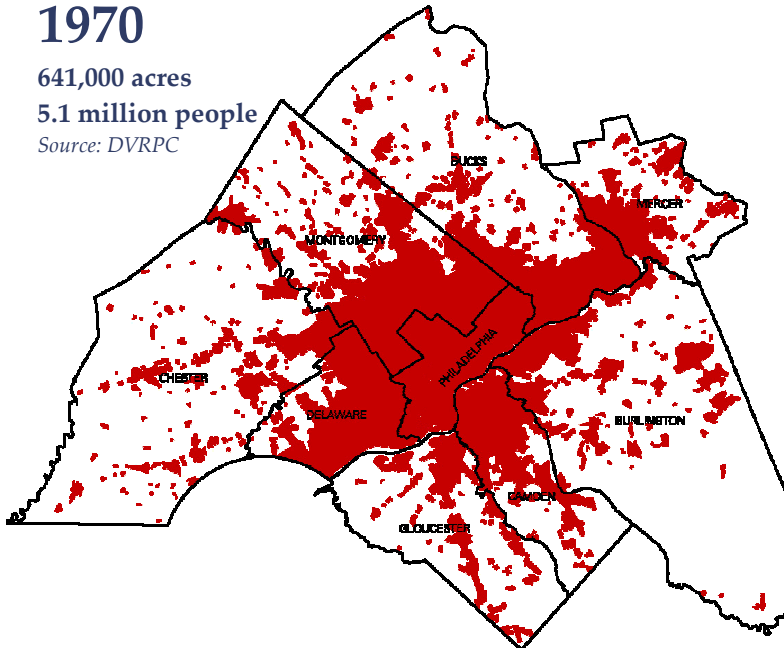 1970
641,000 acres
5.1 million people
Source: DVRPC
BUCKS
MERCER
MONTGOMERY
PHILADELPHIA
CHESTER
DELAWARE
BURLINGTON
CAMDEN
GLOUCESTER